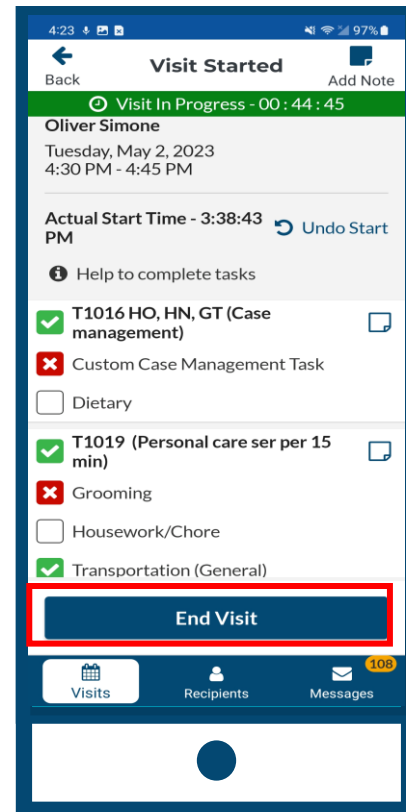 4:23 97%
Back Visit Started Add Note
Visit In Progress - 00 : 44 : 45
Oliver Simone
Tuesday, May 2, 2023
4:30 PM - 4:45 PM
Actual Start Time - 3:38:43
PM
Undo Start
Help to complete tasks
T1016 HO, HN, GT (Case
management)
Custom Case Management Task
Dietary
T1019 (Personal care ser per 15
min)
Grooming
Housework/Chore
Transportation (General)
End Visit
108
Visits Recipients Messages